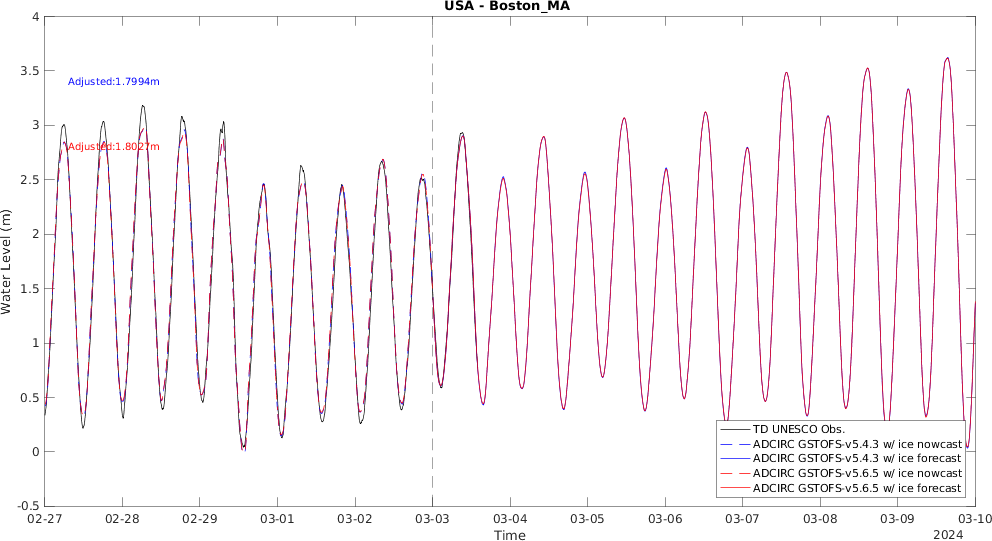 USA - Boston_MA
4
3.5
3
2.5
2
1.5
1
0.5
0
-0.5
Water Level (m)
Adjusted:1.7994m
Adjusted:1.8027m
TD UNESCO Obs.
ADCIRC GSTOFS-v5.4.3 w/ ice nowcast
ADCIRC GSTOFS-v5.4.3 w/ ice forecast
ADCIRC GSTOFS-v5.6.5 w/ ice nowcast
ADCIRC GSTOFS-v5.6.5 w/ ice forecast
02-27 02-28 02-29 03-01 03-02 03-03 03-04 03-05 03-06 03-07 03-08 03-09 03-10
Time
2024